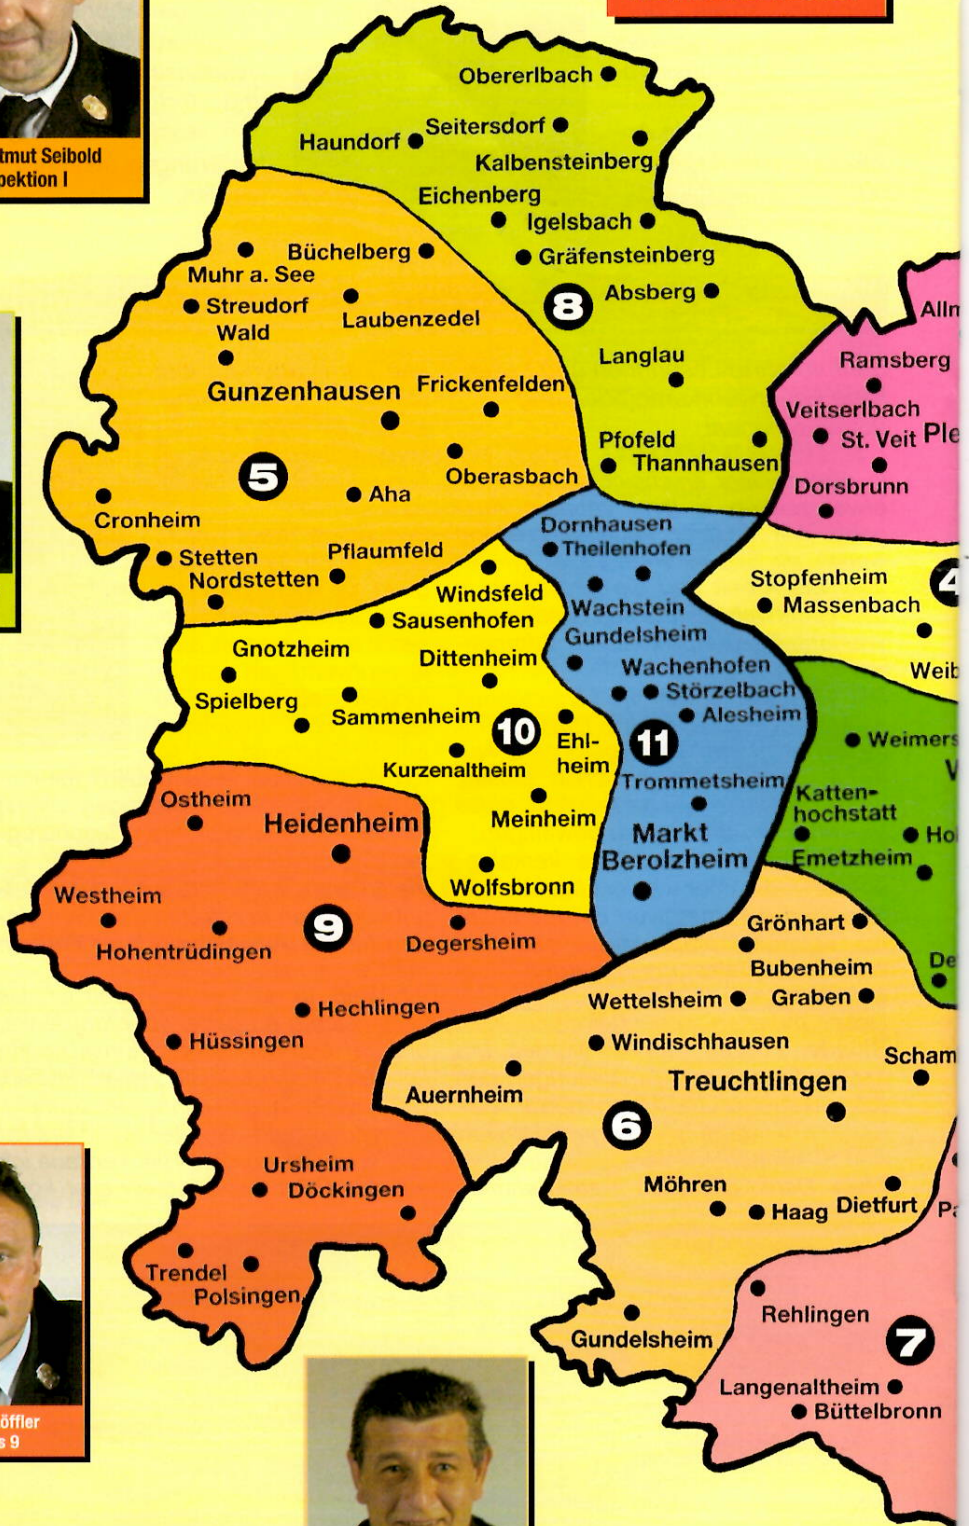 tmut Seibold
pektion I
Obererlbach
Seitersdorf
Haundorf
Kalbensteinberg
Eichenberg
Igelsbach
Gräfensteinberg
Absberg
8
Langlau
Pfofeld
Thannhausen
Büchelberg
Muhr a. See
Streudorf
Laubenzedel
Wald
Gunzenhausen
Frickenfelden
Oberasbach
5
Aha
Cronheim
Stetten
Pflaumfeld
Nordstetten
Allm
Ramsberg
Veitserlbach
St. Veit
Ple
Dorsbrunn
Stopfenheim
4
Massenbach
Weib
Dornhausen
Theilenhofen
Wachstein
Gundelsheim
Wachenhofen
Störzelbach
Alesheim
11
Trommetsheim
Markt
Berolzheim
Windsfeld
Sausenhofen
Gnotzheim
Dittenheim
Spielberg
Sammenheim
10
Ehl-
heim
Kurzenaltheim
Meinheim
Wolfsbronn
Weimers
W
Katten-
hochstatt
Hol
Emetzheim
De
Ostheim
Heidenheim
Westheim
9
Hohentrüdingen
Degersheim
Hechlingen
Hüssingen
Ursheim
Döckingen
Trendel
Polsingen
Grönhart
Bubenheim
Wettelsheim
Graben
Windischhausen
Scham
Auernheim
Treuchtlingen
6
Möhren
Haag
Dietfurt
Gundelsheim
Pa
Rehlingen
7
Langenaltheim
Büttelbronn
öffler
s 9